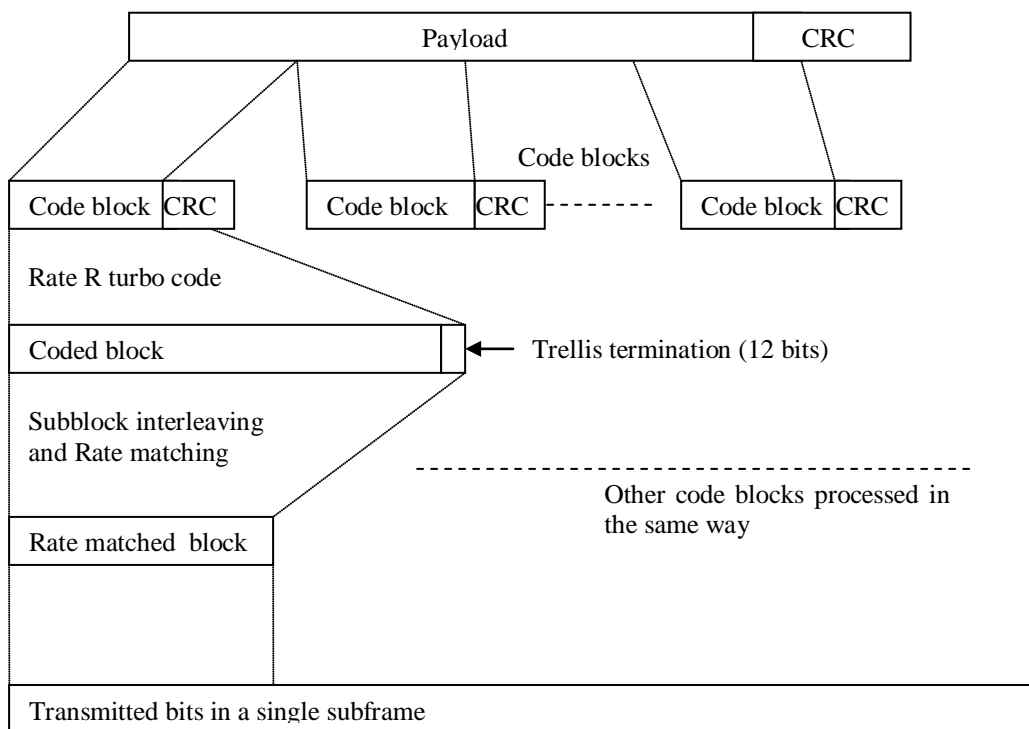 Payload CRC
Code blocks
Code block CRC Code block CRC Code block CRC
Rate R turbo code
Coded block
Trellis termination (12 bits)
Subblock interleaving
and Rate matching
Other code blocks processed in
the same way
Rate matched block
Transmitted bits in a single subframe